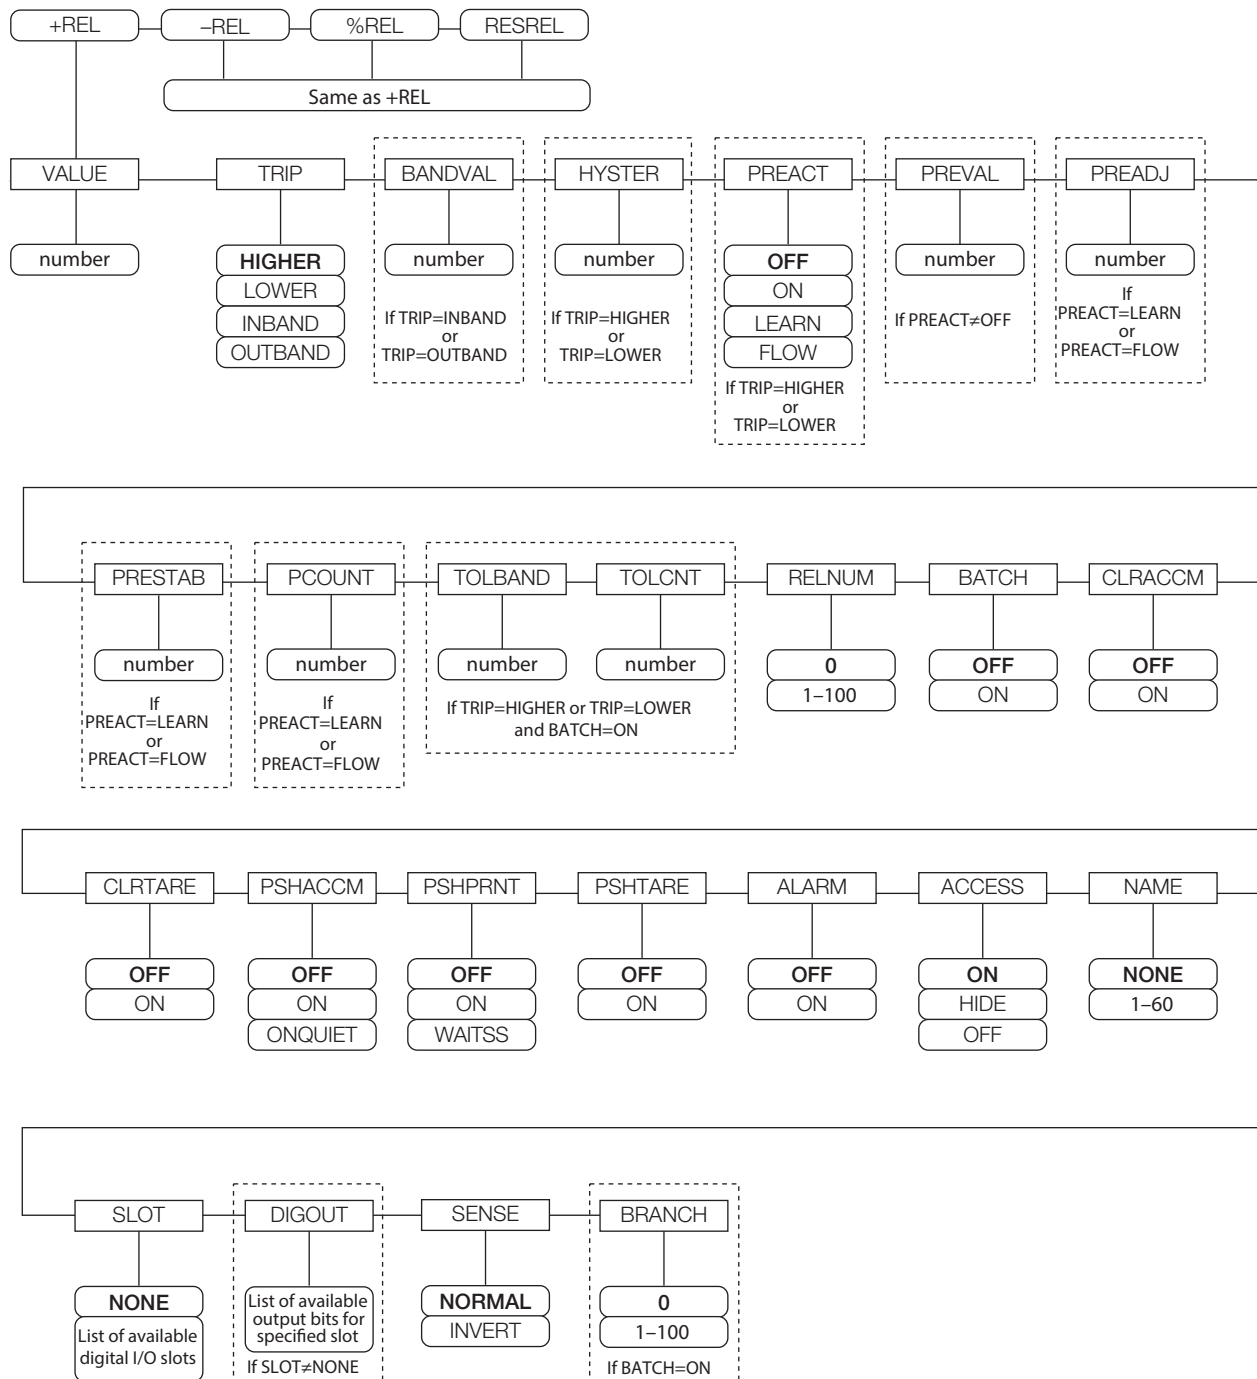 +REL
–REL
%REL
RESREL
Same as +REL
VALUE
TRIP
BANDVAL
HYSTER
PREACT
PREVAL
PREADJ
number
HIGHER
LOWER
INBAND
OUTBAND
number
If TRIP=INBAND
or
TRIP=OUTBAND
number
If TRIP=HIGHER
or
TRIP=LOWER
OFF
ON
LEARN
FLOW
If TRIP=HIGHER
or
TRIP=LOWER
number
If PREACT≠OFF
number
If
PREACT=LEARN
or
PREACT=FLOW
PRESTAB
PCOUNT
TOLBAND
TOLCNT
RELNUM
BATCH
CLRACCM
number
If
PREACT=LEARN
or
PREACT=FLOW
number
If
PREACT=LEARN
or
PREACT=FLOW
number
number
If TRIP=HIGHER or TRIP=LOWER
and BATCH=ON
0
1–100
OFF
ON
OFF
ON
CLRTARE
PSHACCM
PSHPRNT
PSHTARE
ALARM
ACCESS
NAME
OFF
ON
OFF
ON
ONQUIET
OFF
ON
WAITSS
OFF
ON
OFF
ON
ON
HIDE
OFF
NONE
1–60
SLOT
DIGOUT
SENSE
BRANCH
NONE
List of available
digital I/O slots
List of available
output bits for
specified slot
If SLOT≠NONE
NORMAL
INVERT
0
1–100
If BATCH=ON